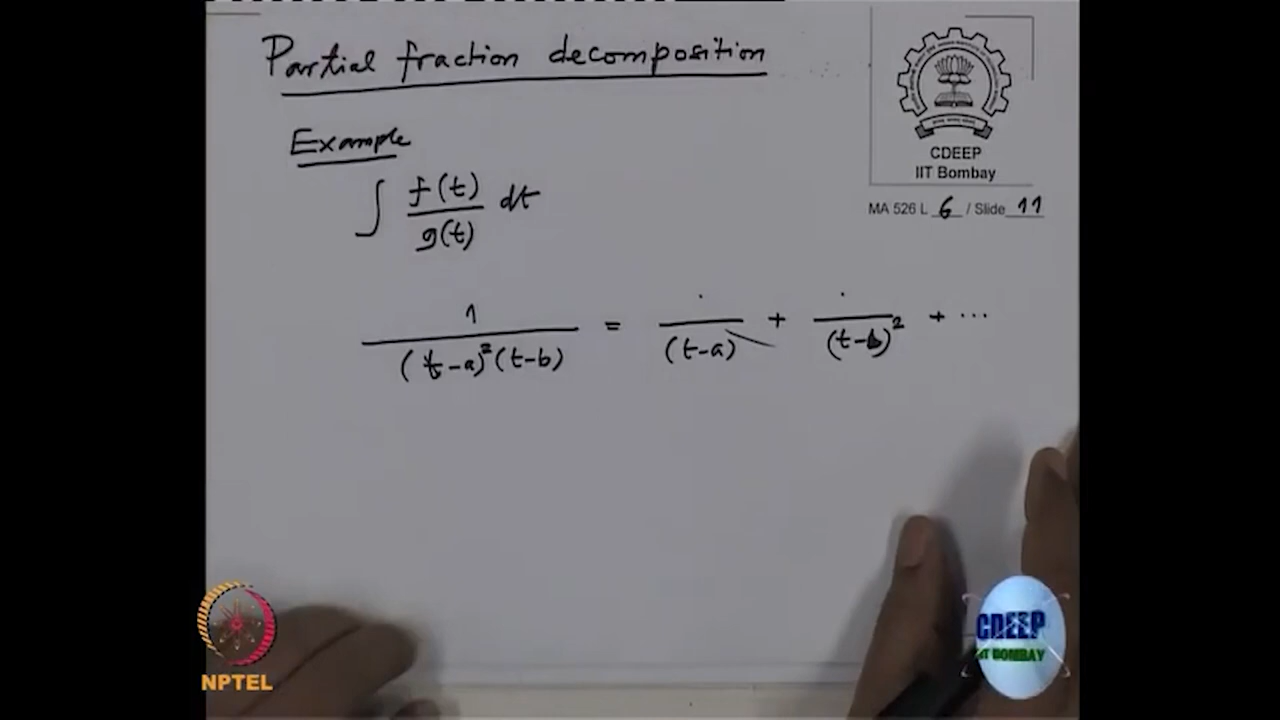 Partial fraction decomposition
CDEEP
IIT Bombay
MA 526 L 6 / Slide 11
Example
∫ f(t)/g(t) dt
1/((t-a)²(t-b)) = ·/(t-a) + ·/(t-b)² + ...
CDEEP
IIT BOMBAY
NPTEL